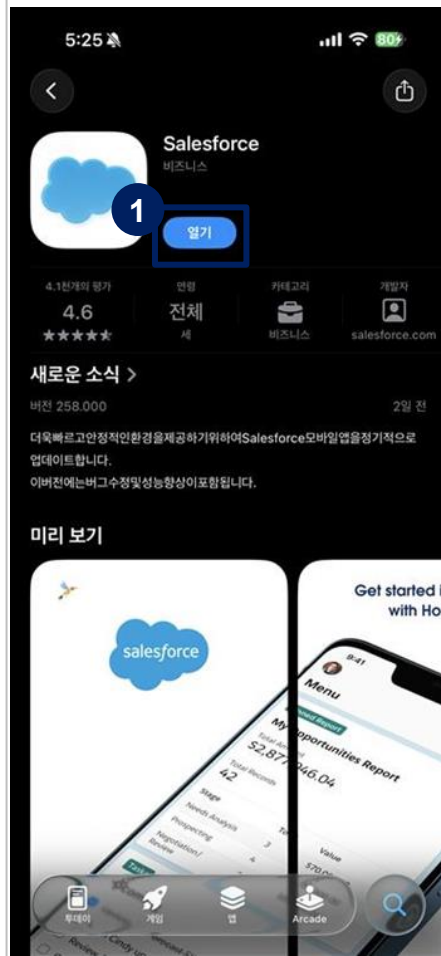 5:25
80
Salesforce
비즈니스
1
열기
4.1천개의 평가
연령
카테고리
개발자
4.6
전체
세
비즈니스
salesforce.com
새로운 소식
버전 258.000
2일 전
더욱빠르고안정적인환경을제공하기위하여Salesforce모바일앱을정기적으로
업데이트합니다.
이버전에는버그수정및성능향상이포함됩니다.
미리 보기
salesforce
Get started
with Ho
9:41
Menu
My Opportunities Report
Total Records
42
Stage
Needs Analysis
3
Prospecting
4
Negotiation/
Review
Value
투데이
게임
앱
Arcade